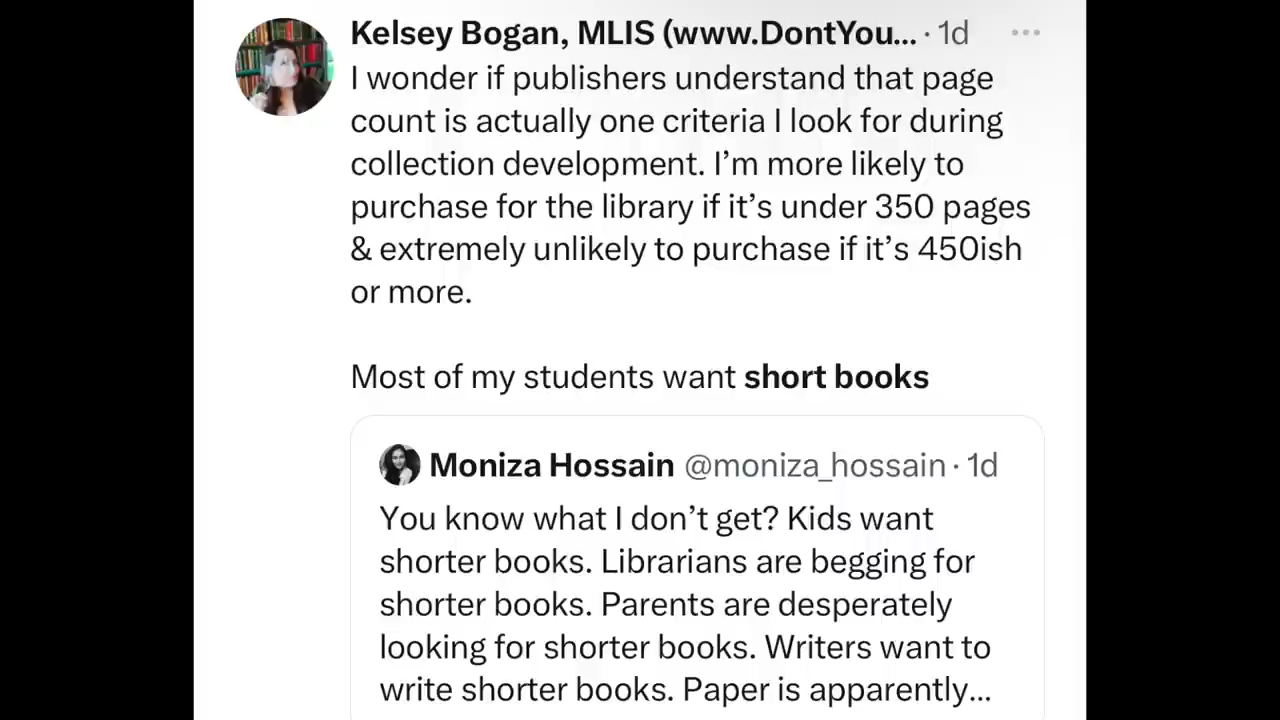 Kelsey Bogan, MLIS (www.DontYou... · 1d
I wonder if publishers understand that page
count is actually one criteria I look for during
collection development. I’m more likely to
purchase for the library if it’s under 350 pages
& extremely unlikely to purchase if it’s 450ish
or more.
Most of my students want short books
Moniza Hossain @moniza_hossain · 1d
You know what I don’t get? Kids want
shorter books. Librarians are begging for
shorter books. Parents are desperately
looking for shorter books. Writers want to
write shorter books. Paper is apparently...